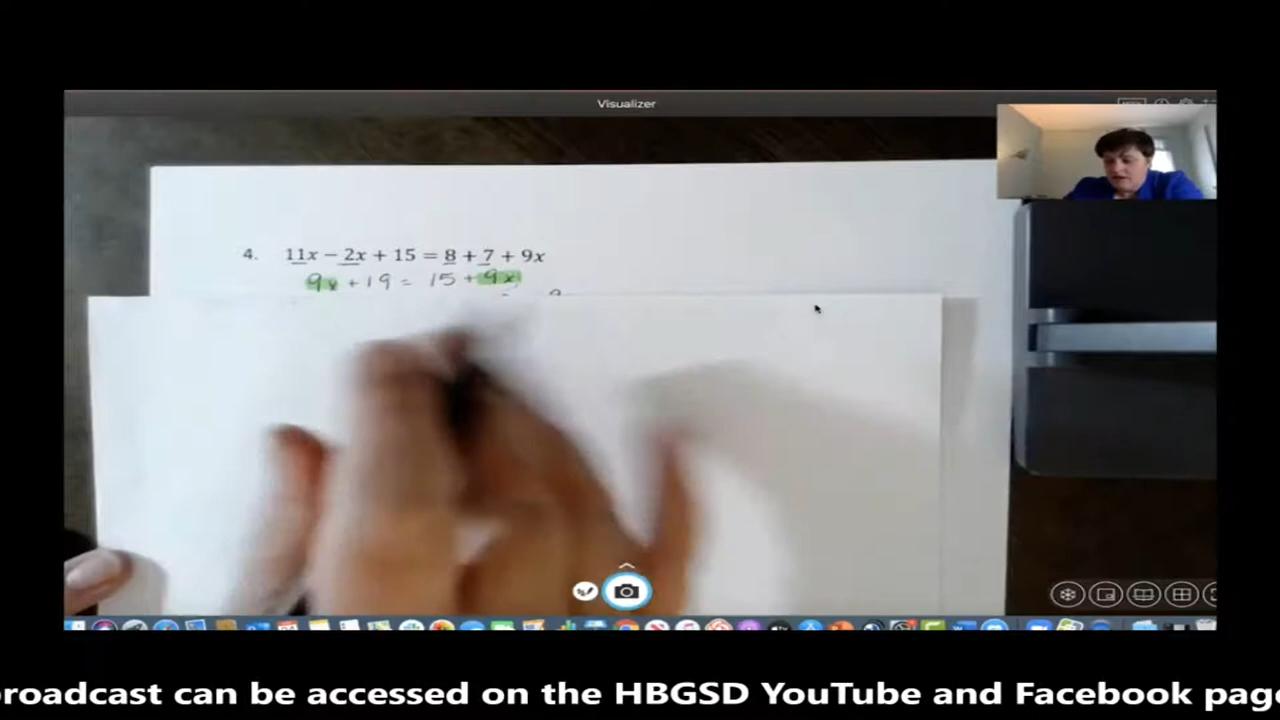 Visualizer
4. 11x − 2x + 15 = 8 + 7 + 9x
9x + 19 = 15 + 9x
broadcast can be accessed on the HBGSD YouTube and Facebook page